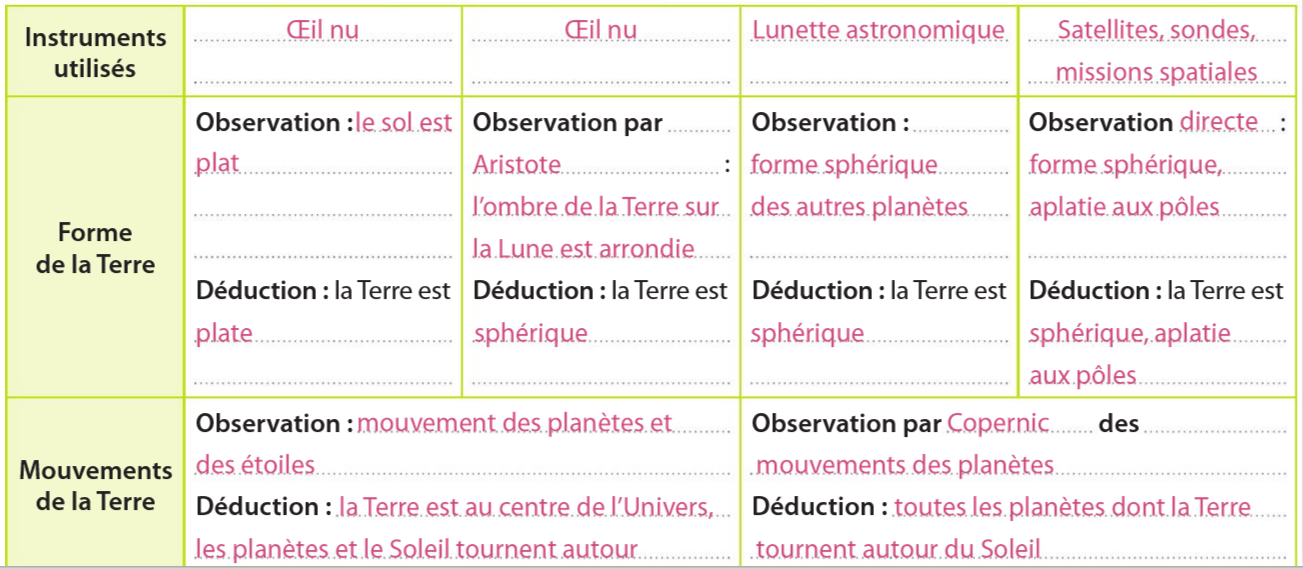 Instruments
utilisés
Œil nu
Œil nu
Lunette astronomique
Satellites, sondes,
missions spatiales
Forme
de la Terre
Observation : le sol est
plat
Déduction : la Terre est
plate
Observation par
Aristote :
l'ombre de la Terre sur
la Lune est arrondie
Déduction : la Terre est
sphérique
Observation :
forme sphérique
des autres planètes
Déduction : la Terre est
sphérique
Observation directe :
forme sphérique,
aplatie aux pôles
Déduction : la Terre est
sphérique, aplatie
aux pôles
Mouvements
de la Terre
Observation : mouvement des planètes et
des étoiles
Déduction : la Terre est au centre de l'Univers,
les planètes et le Soleil tournent autour
Observation par Copernic des
mouvements des planètes
Déduction : toutes les planètes dont la Terre
tournent autour du Soleil